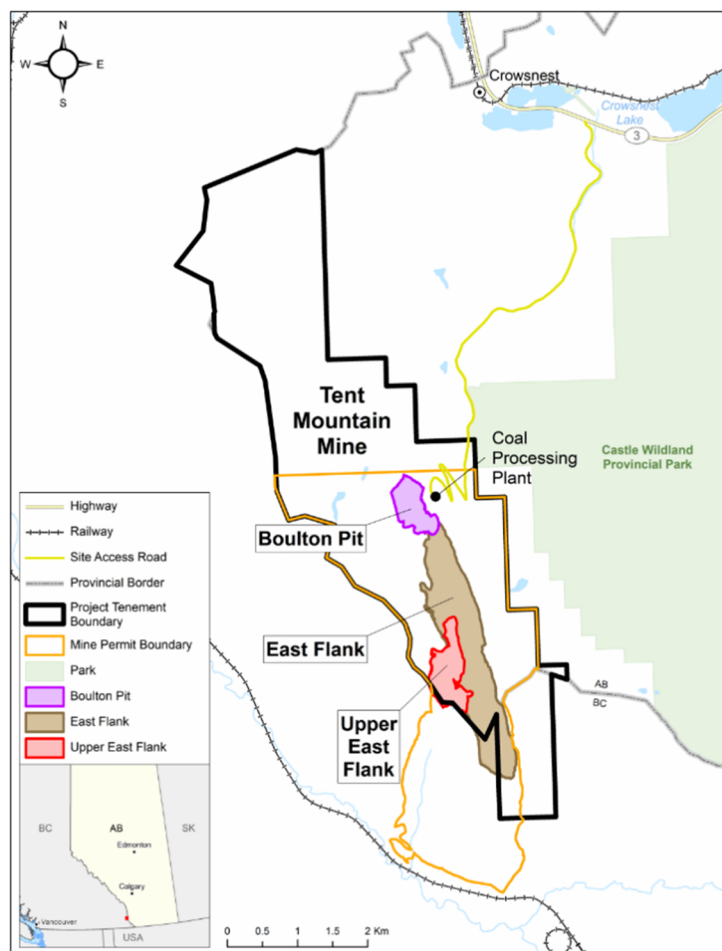 N
W
E
S
Crowsnest
Crowsnest
Lake
3
Tent
Mountain
Mine
Coal
Processing
Plant
Castle Wildland
Provincial Park
Boulton Pit
East Flank
Upper
East
Flank
AB
BC
Highway
Railway
Site Access Road
Provincial Border
Project Tenement
Boundary
Mine Permit Boundary
Park
Boulton Pit
East Flank
Upper East Flank
BC
AB
SK
Edmonton
Calgary
Vancouver
USA
0 0.5 1 2 Km